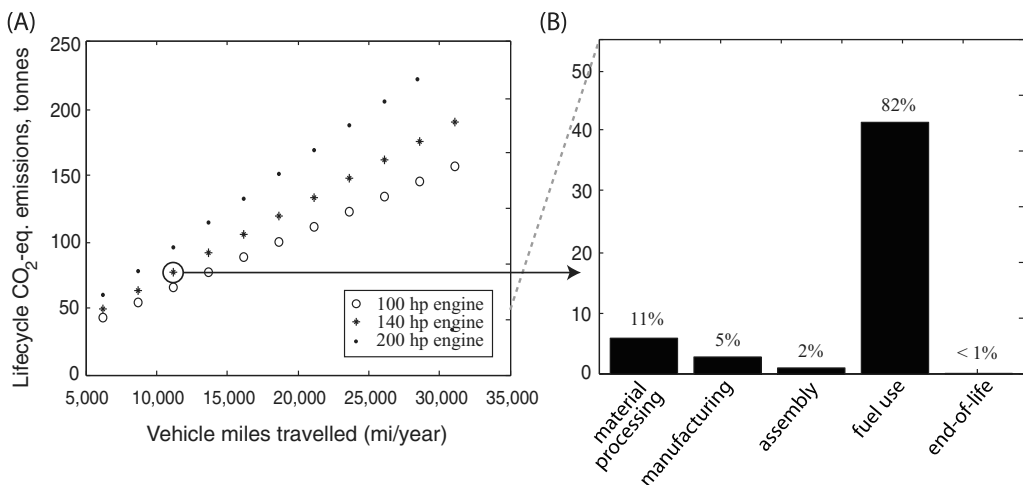 (A)
Lifecycle CO2-eq. emissions, tonnes
250
200
150
100
50
0
5,000 10,000 15,000 20,000 25,000 30,000 35,000
Vehicle miles travelled (mi/year)
100 hp engine
140 hp engine
200 hp engine
(B)
50
40
30
20
10
0
11%
5%
2%
82%
< 1%
material
processing
manufacturing
assembly
fuel use
end-of-life